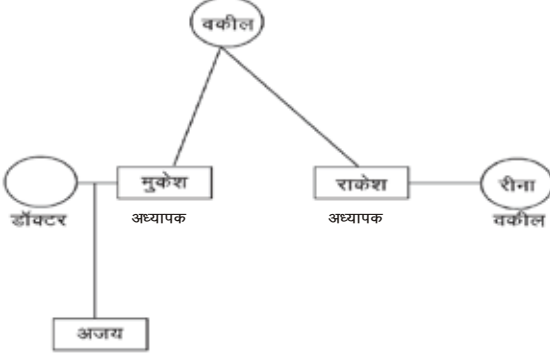 वकील
मुकेश
राकेश
रीना
डॉक्टर
अध्यापक
अध्यापक
वकील
अजय